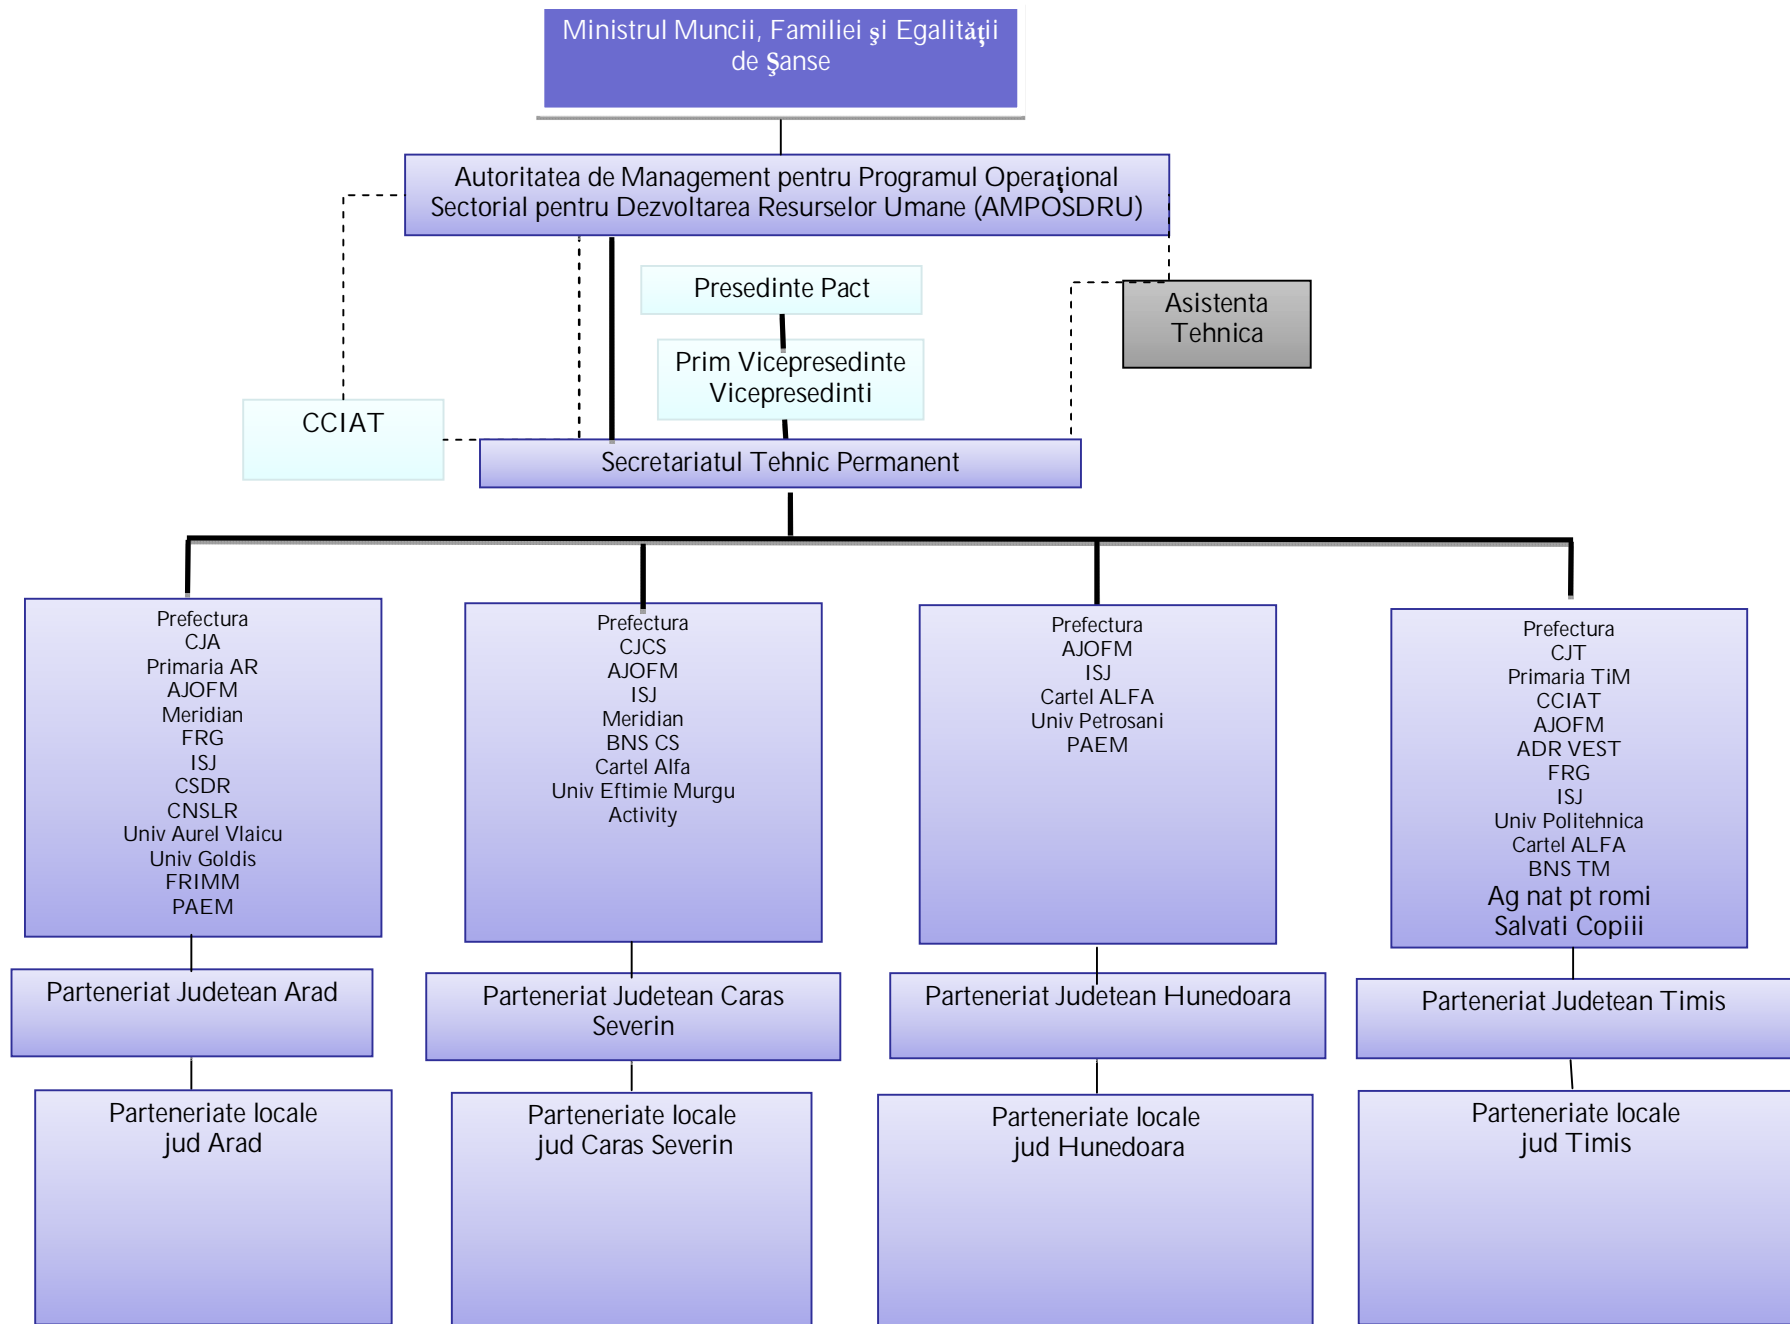 Ministrul Muncii, Familiei şi Egalităţii
de Şanse
Autoritatea de Management pentru Programul Operaţional
Sectorial pentru Dezvoltarea Resurselor Umane (AMPOSDRU)
Presedinte Pact
Asistenta
Tehnica
Prim Vicepresedinte
Vicepresedinti
CCIAT
Secretariatul Tehnic Permanent
Prefectura
CJA
Primaria AR
AJOFM
Meridian
FRG
ISJ
CSDR
CNSLR
Univ Aurel Vlaicu
Univ Goldis
FRIMM
PAEM
Prefectura
CJCS
AJOFM
ISJ
Meridian
BNS CS
Cartel Alfa
Univ Eftimie Murgu
Activity
Prefectura
AJOFM
ISJ
Cartel ALFA
Univ Petrosani
PAEM
Prefectura
CJT
Primaria TiM
CCIAT
AJOFM
ADR VEST
FRG
ISJ
Univ Politehnica
Cartel ALFA
BNS TM
Ag nat pt romi
Salvati Copiii
Parteneriat Judetean Arad
Parteneriat Judetean Caras
Severin
Parteneriat Judetean Hunedoara
Parteneriat Judetean Timis
Parteneriate locale
jud Arad
Parteneriate locale
jud Caras Severin
Parteneriate locale
jud Hunedoara
Parteneriate locale
jud Timis